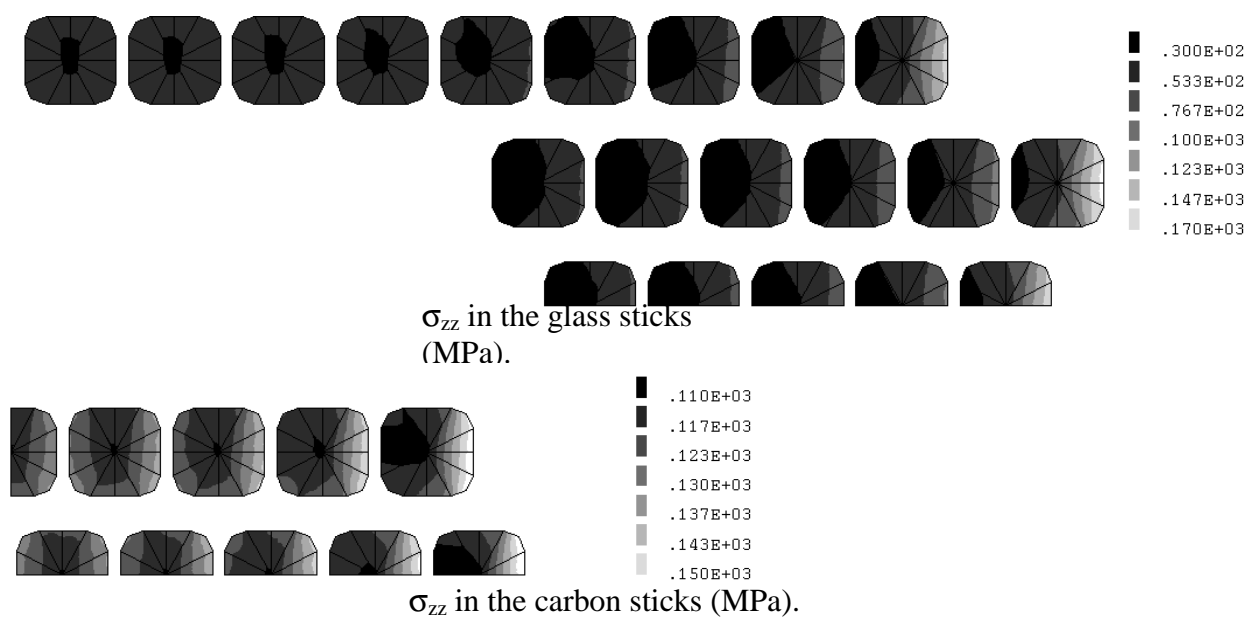 .300E+02
.533E+02
.767E+02
.100E+03
.123E+03
.147E+03
.170E+03
σzz in the glass sticks
(MPa).
.110E+03
.117E+03
.123E+03
.130E+03
.137E+03
.143E+03
.150E+03
σzz in the carbon sticks (MPa).